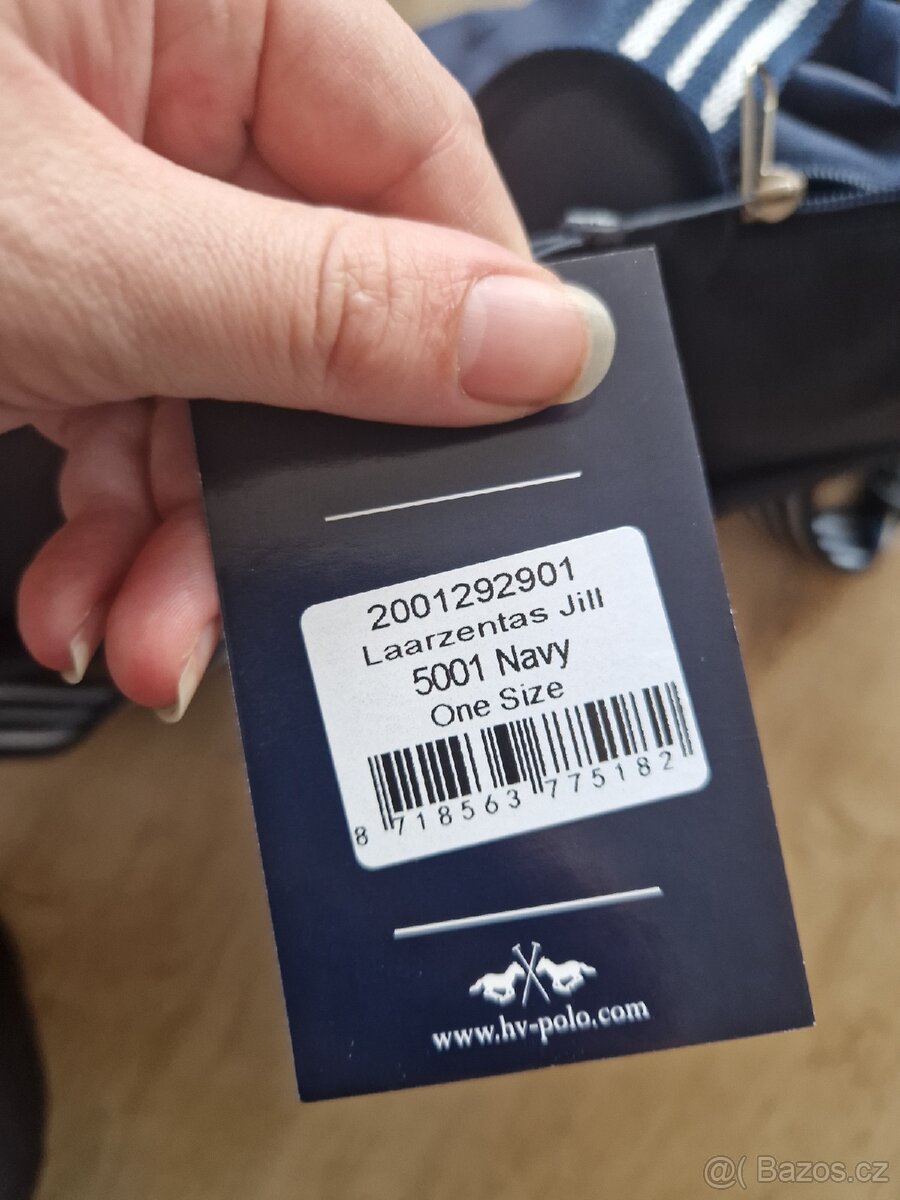 2001292901
Laarzentas Jill
5001 Navy
One Size
8 718563 775182
www.hv-polo.com
@( Bazos.cz